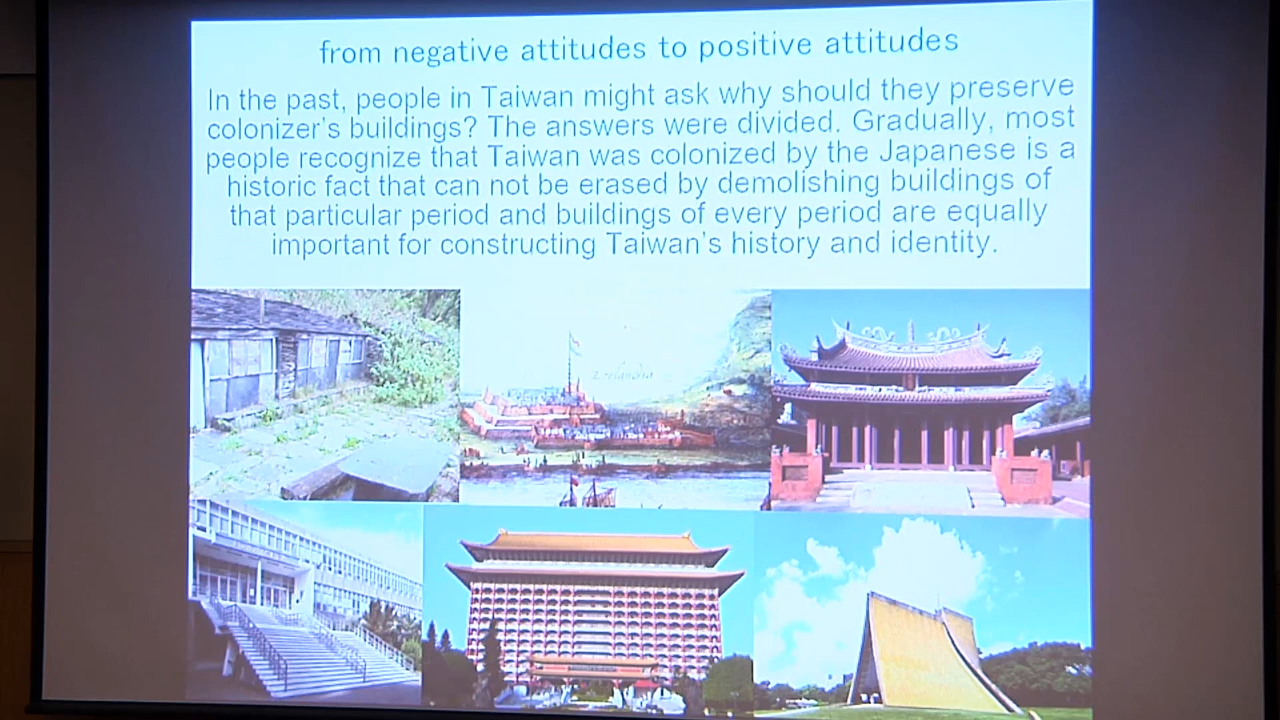 from negative attitudes to positive attitudes
In the past, people in Taiwan might ask why should they preserve
colonizer's buildings? The answers were divided. Gradually, most
people recognize that Taiwan was colonized by the Japanese is a
historic fact that can not be erased by demolishing buildings of
that particular period and buildings of every period are equally
important for constructing Taiwan's history and identity.